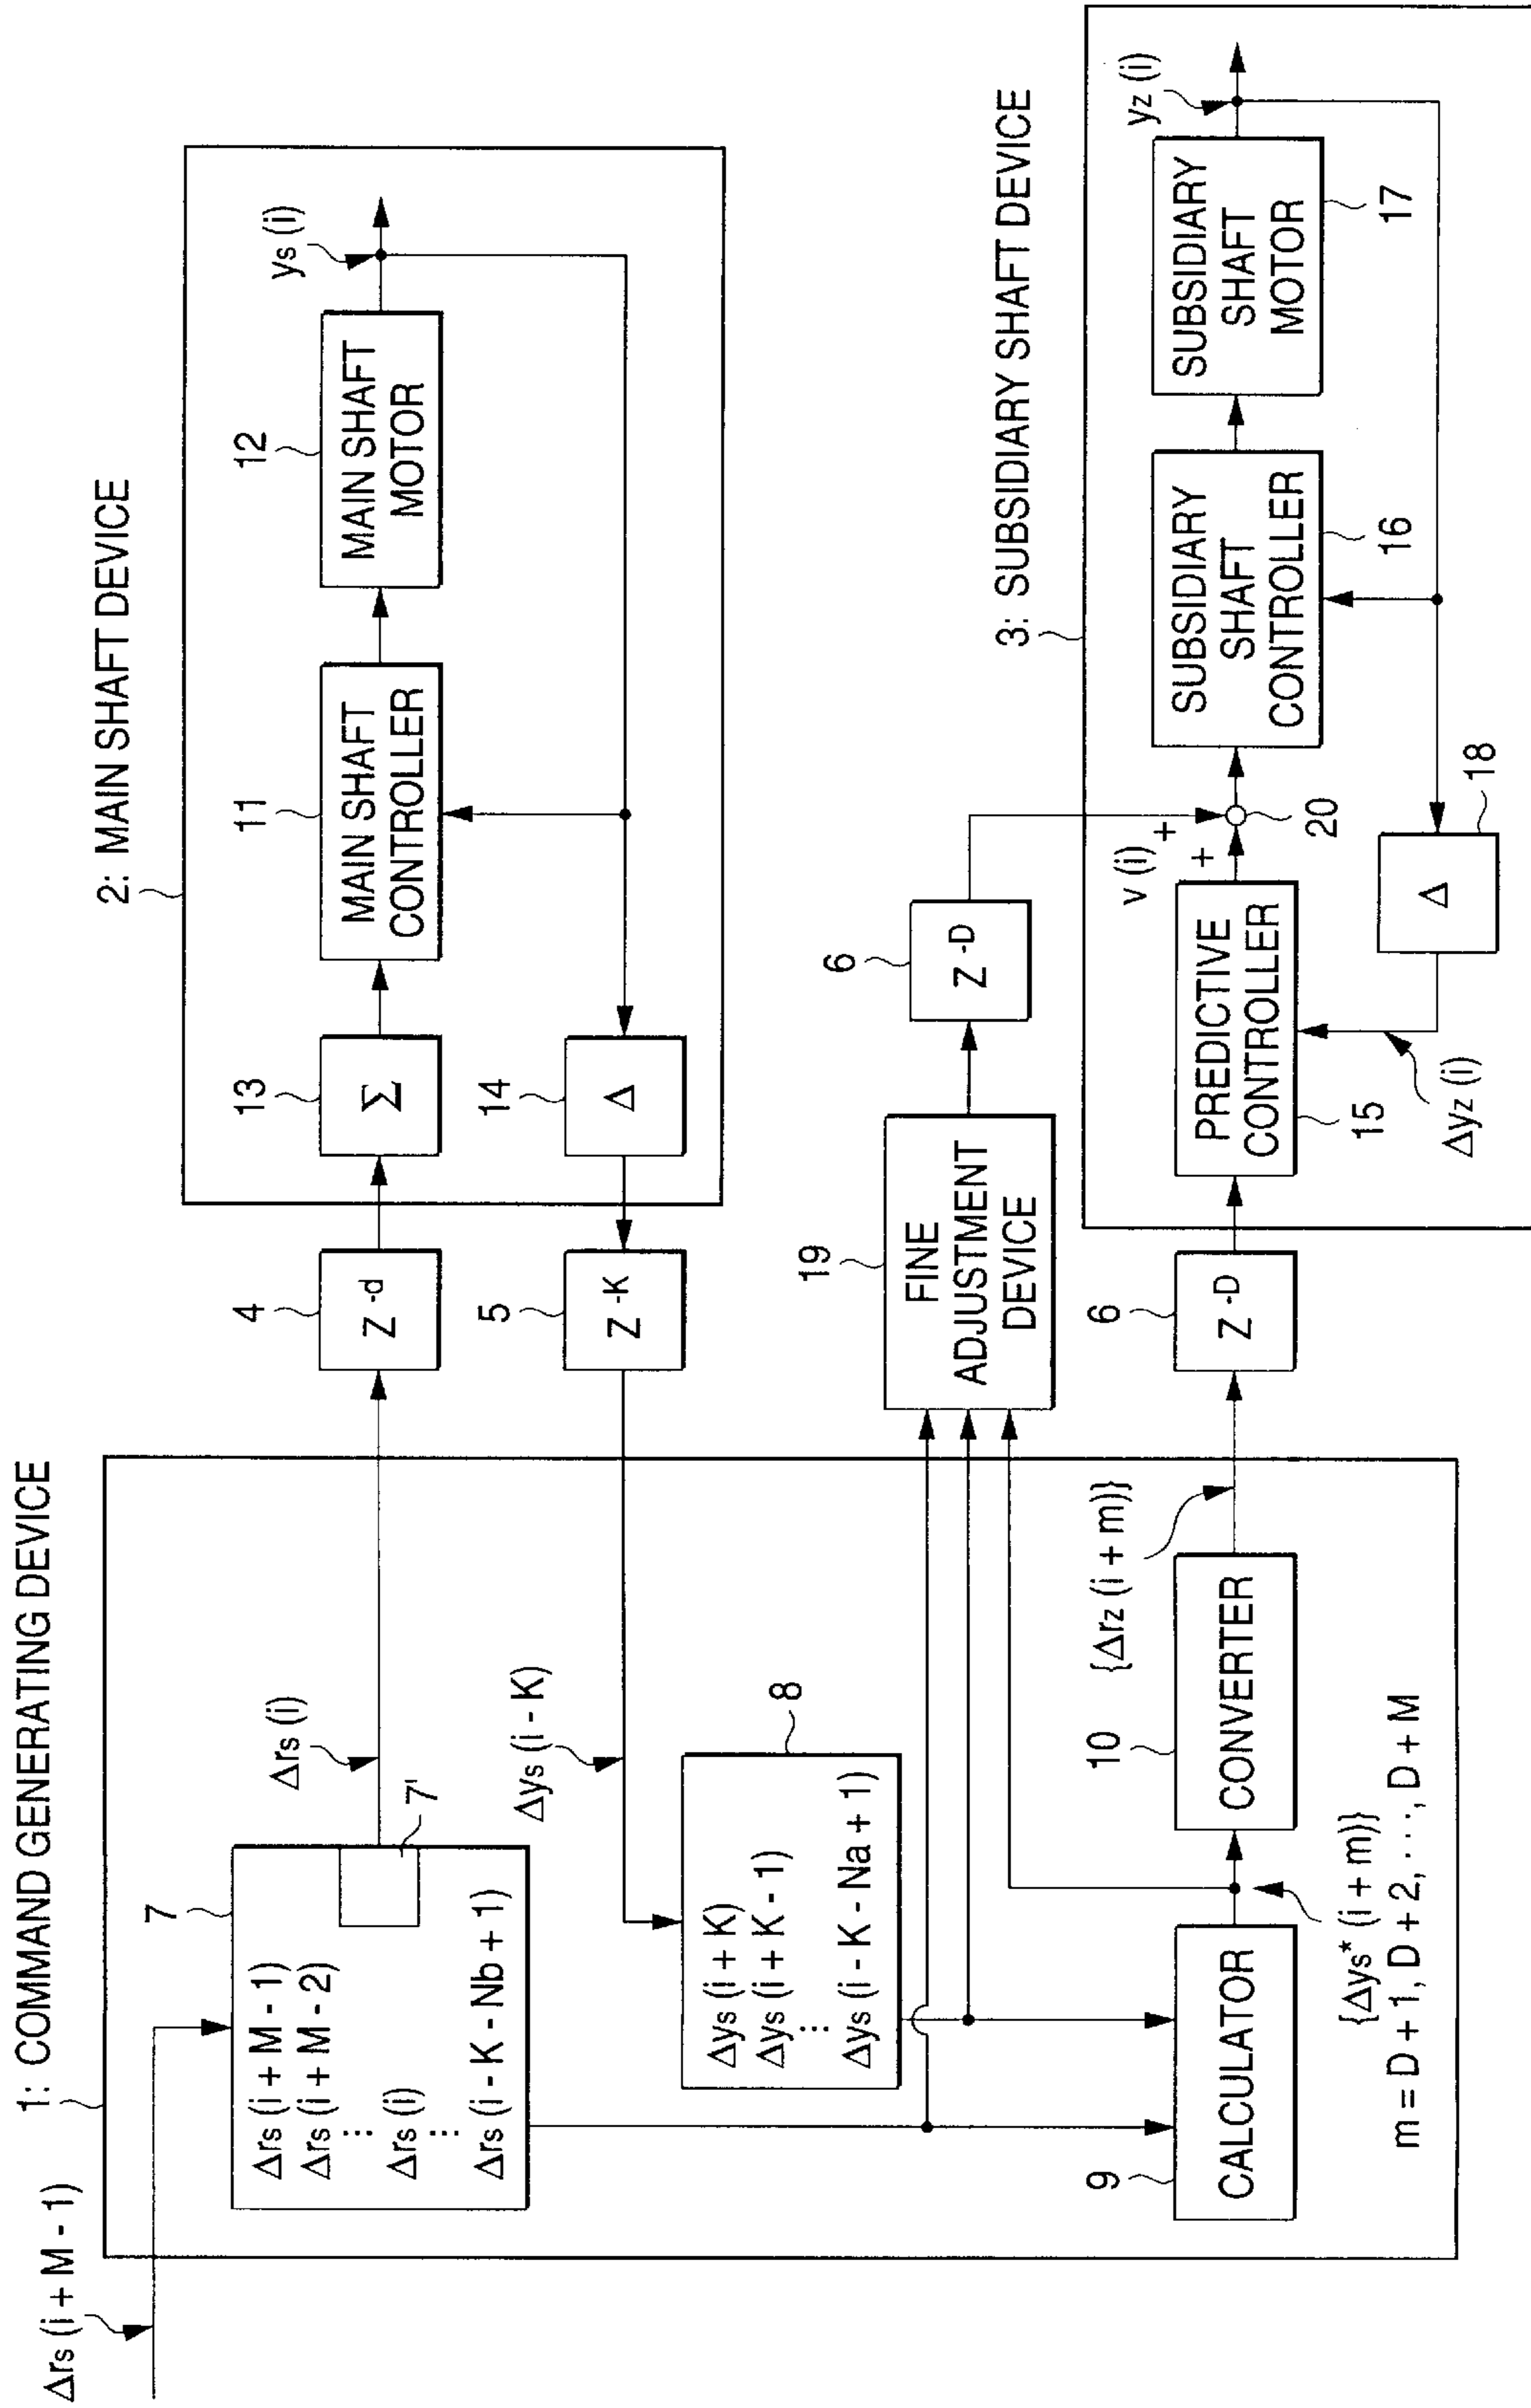 1: COMMAND GENERATING DEVICE
Δrs (i + M - 1)
7
Δrs (i + M - 1)
Δrs (i + M - 2)
⋮
Δrs (i)
⋮
Δrs (i - K - Nb + 1)
7'
Δrs (i)
Δys (i - K)
8
Δys (i + K)
Δys (i + K - 1)
⋮
Δys (i - K - Na + 1)
9
CALCULATOR
{Δys* (i + m)}
m = D + 1, D + 2, ···, D + M
10
CONVERTER
{Δrz (i + m)}
4
Z -d
5
Z -K
19
FINE
ADJUSTMENT
DEVICE
6
Z -D
6
Z -D
2: MAIN SHAFT DEVICE
13
Σ
11
MAIN SHAFT
CONTROLLER
12
MAIN SHAFT
MOTOR
ys (i)
14
Δ
3: SUBSIDIARY SHAFT DEVICE
15
PREDICTIVE
CONTROLLER
v (i)
+
+
20
16
SUBSIDIARY
SHAFT
CONTROLLER
17
SUBSIDIARY
SHAFT
MOTOR
yz (i)
18
Δ
Δyz (i)